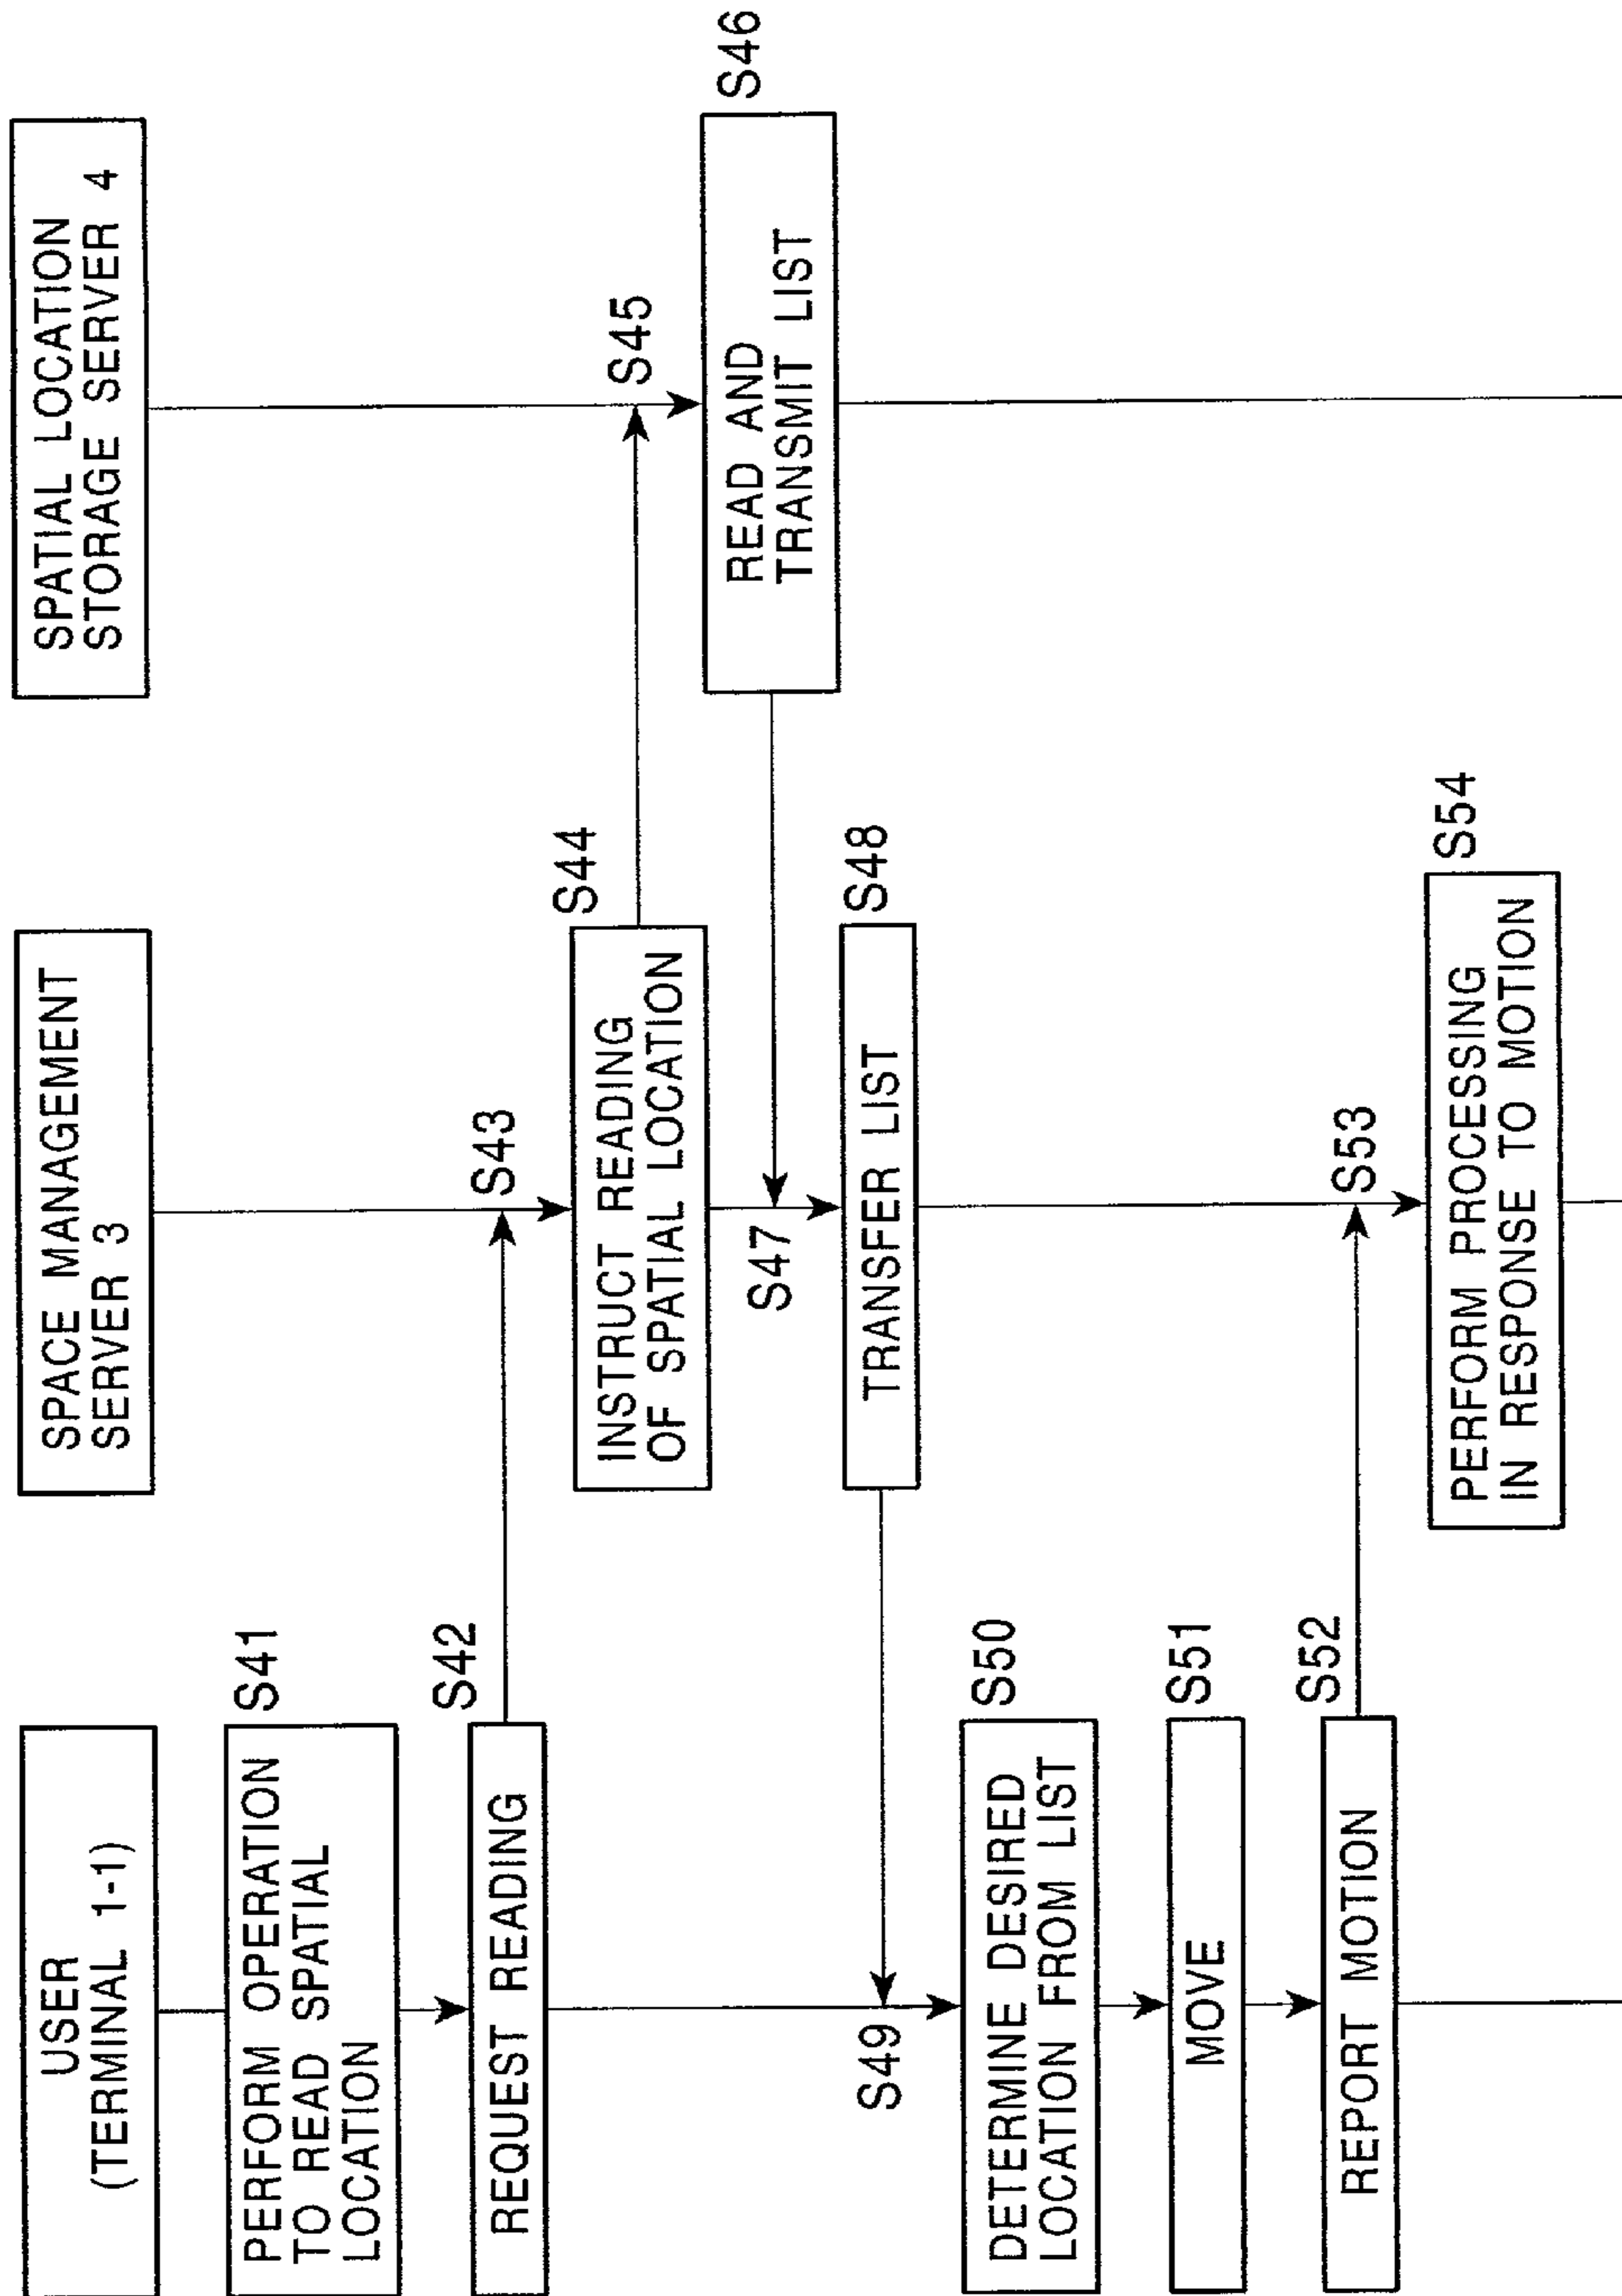 USER
(TERMINAL 1-1)
SPACE MANAGEMENT
SERVER 3
SPATIAL LOCATION
STORAGE SERVER 4
PERFORM OPERATION
TO READ SPATIAL
LOCATION
S41
REQUEST READING
S42
S43
INSTRUCT READING
OF SPATIAL LOCATION
S44
S45
READ AND
TRANSMIT LIST
S46
S47
TRANSFER LIST
S48
S49
DETERMINE DESIRED
LOCATION FROM LIST
S50
MOVE
S51
REPORT MOTION
S52
S53
PERFORM PROCESSING
IN RESPONSE TO MOTION
S54